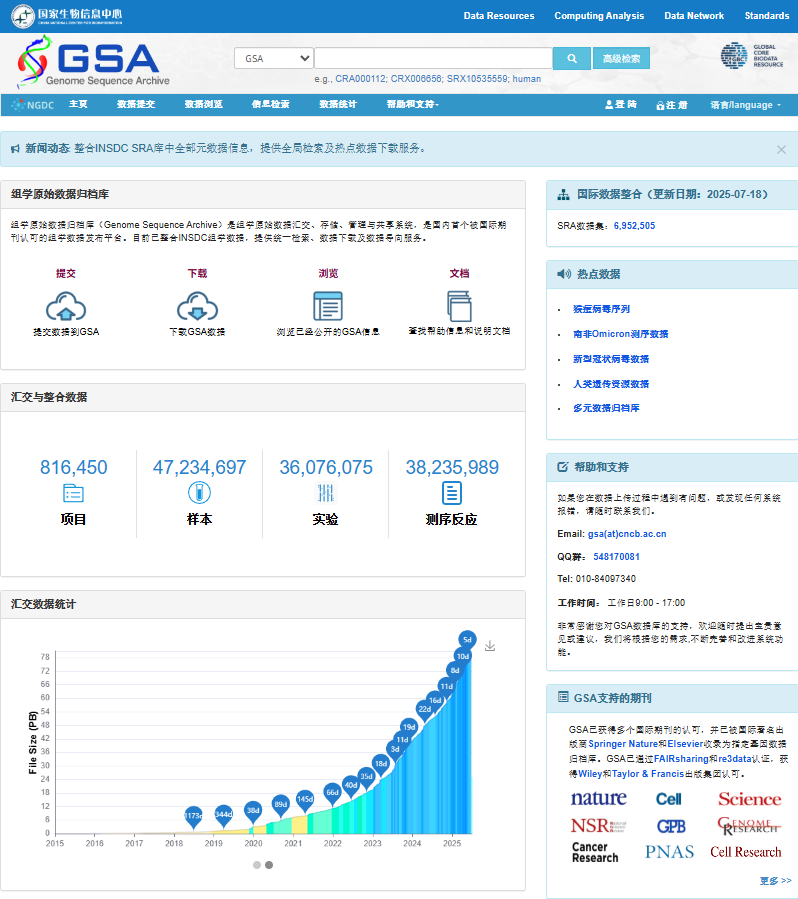 国家生物信息中心
CHINA NATIONAL CENTER FOR BIOINFORMATION
Data Resources Computing Analysis Data Network Standards
GSA
Genome Sequence Archive
GSA
高级检索
e.g., CRA000112; CRX006656; SRX10535559; human
GLOBAL
CORE
BIODATA
RESOURCE
NGDC 主页 数据提交 数据浏览 信息检索 数据统计 帮助和支持 登陆 注册 语言/language
新闻动态: 整合INSDC SRA库中全部元数据信息，提供全局检索及热点数据下载服务。
组学原始数据归档库
组学原始数据归档库（Genome Sequence Archive）是组学原始数据汇交、存储、管理与共享系统，是国内首个被国际期
刊认可的组学数据发布平台。目前已整合INSDC组学数据，提供统一检索、数据下载及数据导向服务。
提交 下载 浏览 文档
提交数据到GSA 下载GSA数据 浏览已经公开的GSA信息 查找帮助信息和说明文档
汇交与整合数据
816,450 47,234,697 36,076,075 38,235,989
项目 样本 实验 测序反应
汇交数据统计
File Size (PB)
78
72
66
60
54
48
42
36
30
24
18
12
6
0
1173d 344d 38d 89d 145d 66d 40d 35d 18d 3d 11d 19d 22d 16d 11d 8d 10d 5d
2015 2016 2017 2018 2019 2020 2021 2022 2023 2024 2025
国际数据整合（更新日期：2025-07-18）
SRA数据集: 6,952,505
热点数据
猴痘病毒序列
南非Omicron测序数据
新型冠状病毒数据
人类遗传资源数据
多元数据归档库
帮助和支持
如果您在数据上传过程中遇到有问题，或发现任何系统
报错，请随时联系我们。
Email: gsa(at)cncb.ac.cn
QQ群： 548170081
Tel: 010-84097340
工作时间： 工作日9:00 - 17:00
非常感谢您对GSA数据库的支持，欢迎随时提出宝贵意
见或建议，我们将根据您的需求,不断完善和改进系统功
能。
GSA支持的期刊
GSA已获得多个国际期刊的认可，并已被国际著名出
版商Springer Nature和Elsevier收录为指定基因数据
归档库。GSA已通过FAIRsharing和re3data认证，获
得Wiley和Taylor & Francis出版集团认可。
nature Cell Science
NSR GPB GENOME RESEARCH
Cancer Research PNAS Cell Research
更多 >>